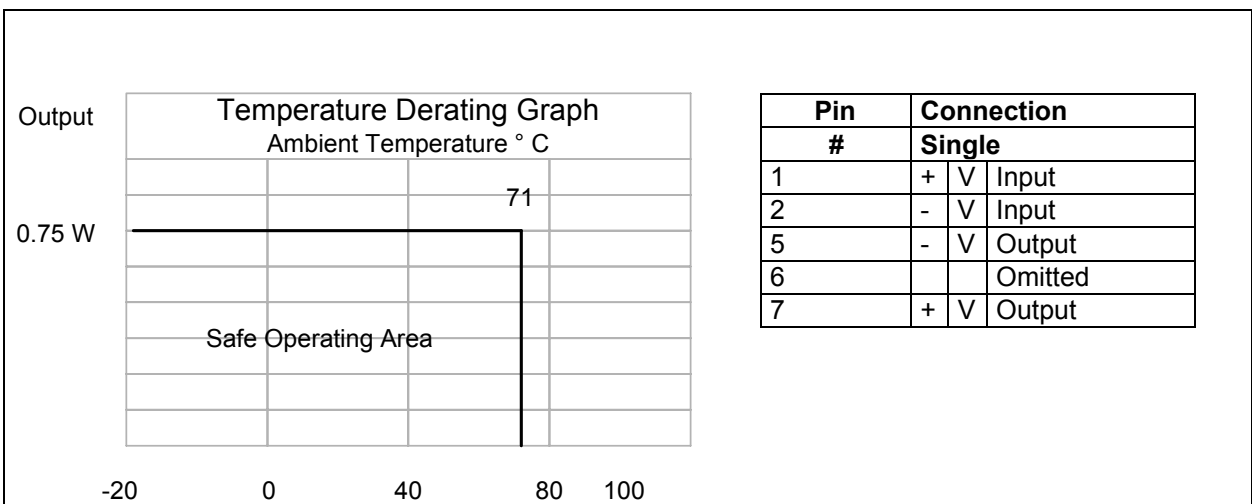 Temperature Derating Graph
Ambient Temperature ° C
Output
71
0.75 W
Safe Operating Area
-20 0 40 80 100
Pin Connection
# Single
1 + V Input
2 - V Input
5 - V Output
6 Omitted
7 + V Output